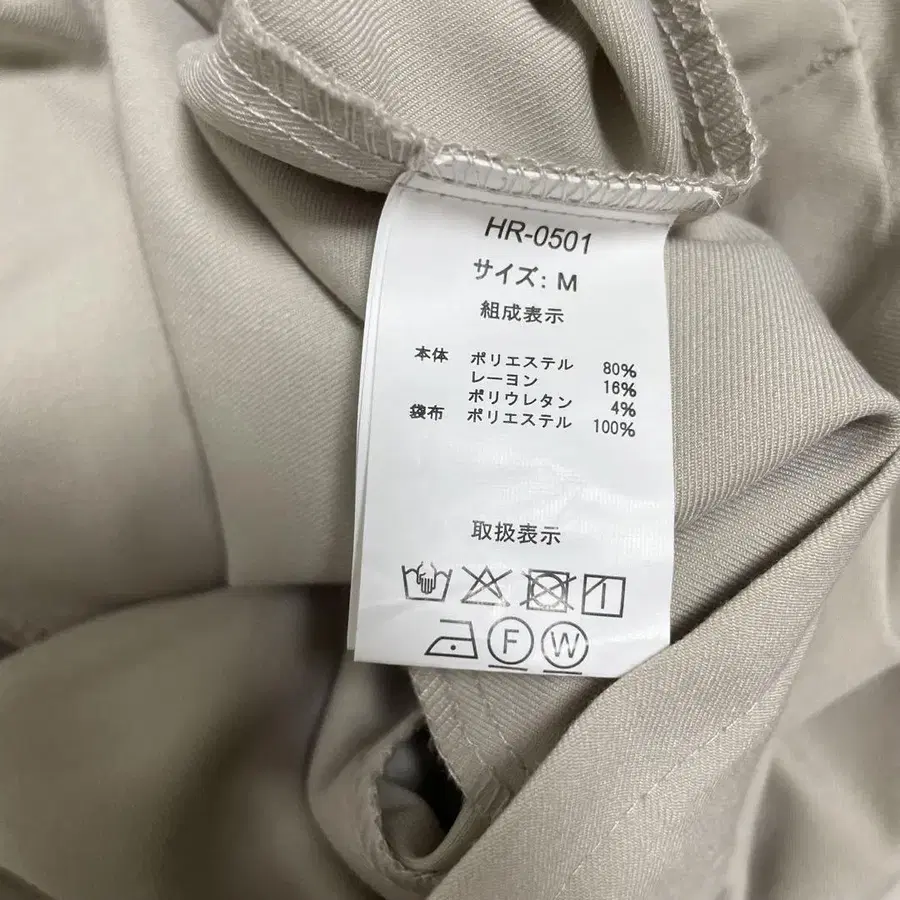 HR-0501
サイズ: M
組成表示
本体 ポリエステル 80%
レーヨン 16%
ポリウレタン 4%
袋布 ポリエステル 100%
取扱表示
F W